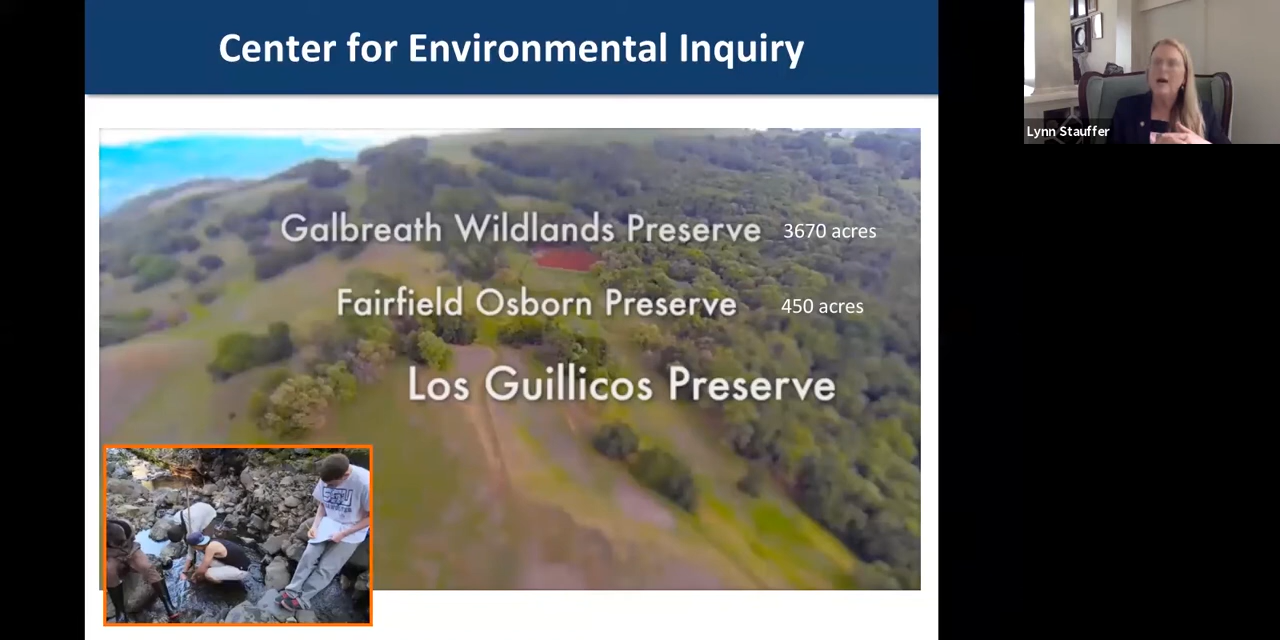 Center for Environmental Inquiry
Galbreath Wildlands Preserve 3670 acres
Fairfield Osborn Preserve 450 acres
Los Guillicos Preserve
Lynn Stauffer